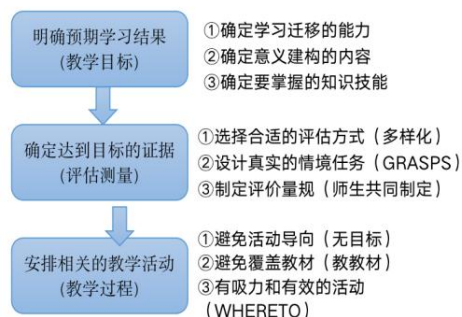 明确预期学习结果
(教学目标)
①确定学习迁移的能力
②确定意义建构的内容
③确定要掌握的知识技能
确定达到目标的证据
(评估测量)
①选择合适的评估方式（多样化）
②设计真实的情境任务（GRASPS）
③制定评价量规（师生共同制定）
安排相关的教学活动
(教学过程)
①避免活动导向（无目标）
②避免覆盖教材（教教材）
③有吸力和有效的活动
（WHERETO）